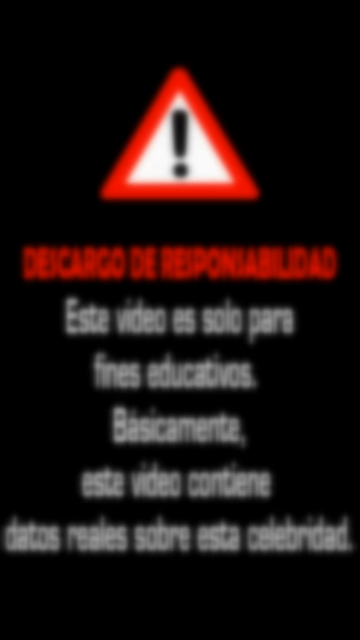 DESCARGO DE RESPONSABILIDAD
Este video es solo para
fines educativos.
Básicamente,
este video contiene
datos reales sobre esta celebridad.